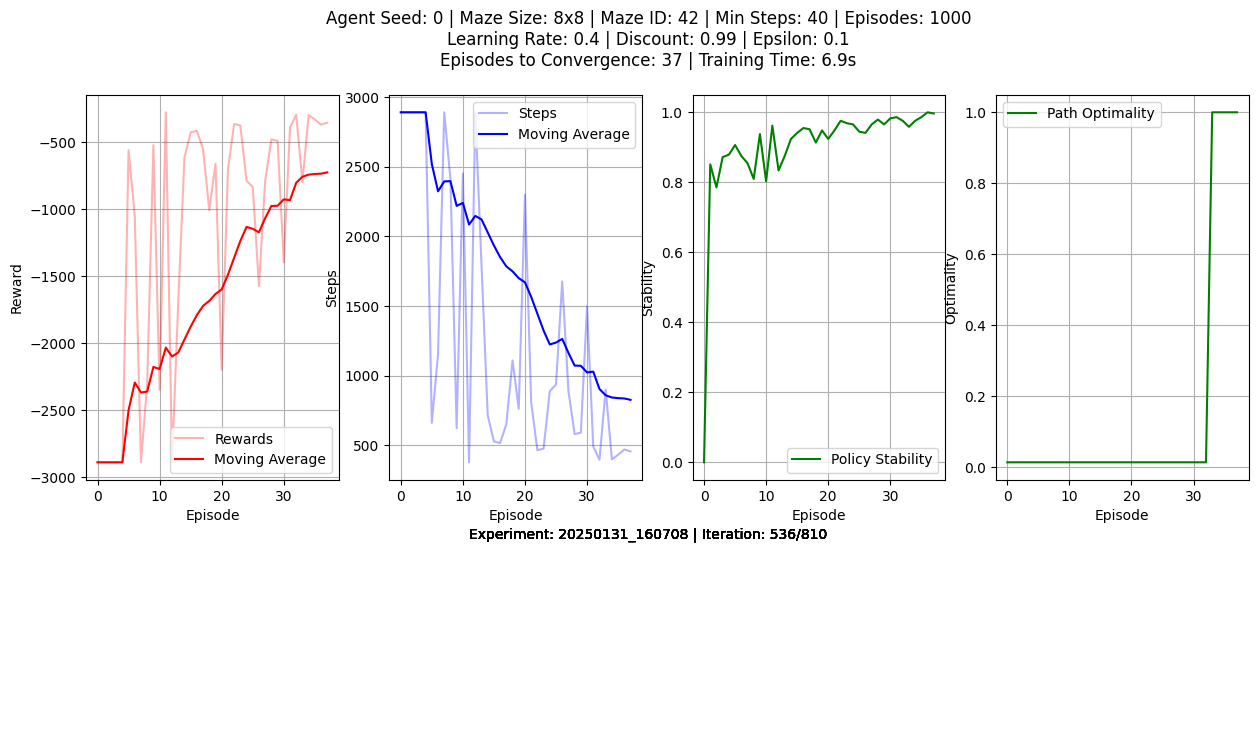 Agent Seed: 0 | Maze Size: 8x8 | Maze ID: 42 | Min Steps: 40 | Episodes: 1000
Learning Rate: 0.4 | Discount: 0.99 | Epsilon: 0.1
Episodes to Convergence: 37 | Training Time: 6.9s
Reward
−500
−1000
−1500
−2000
−2500
−3000
Rewards
Moving Average
0
10
20
30
Episode
Steps
3000
2500
2000
1500
1000
500
Steps
Moving Average
0
10
20
30
Episode
Stability
1.0
0.8
0.6
0.4
0.2
0.0
Policy Stability
0
10
20
30
Episode
Optimality
1.0
0.8
0.6
0.4
0.2
0.0
Path Optimality
0
10
20
30
Episode
Experiment: 20250131_160708 | Iteration: 536/810